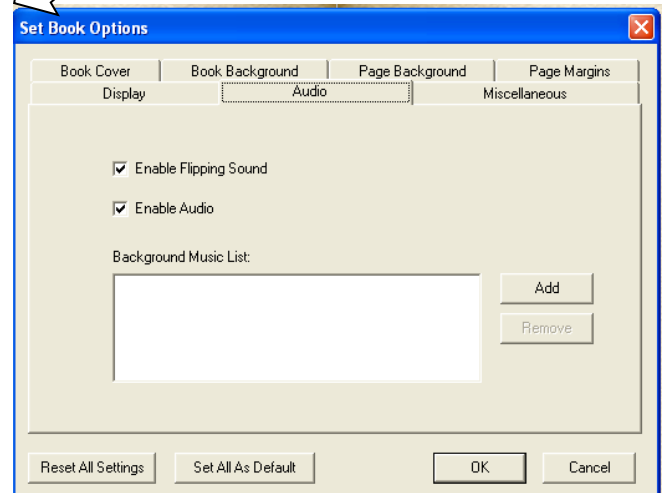 Set Book Options
Book Cover Book Background Page Background Page Margins
Display Audio Miscellaneous
Enable Flipping Sound
Enable Audio
Background Music List:
Add
Remove
Reset All Settings Set All As Default OK Cancel